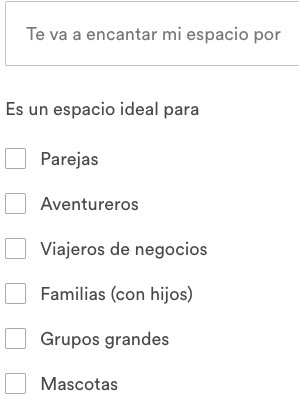 Te va a encantar mi espacio por
Es un espacio ideal para
Parejas
Aventureros
Viajeros de negocios
Familias (con hijos)
Grupos grandes
Mascotas